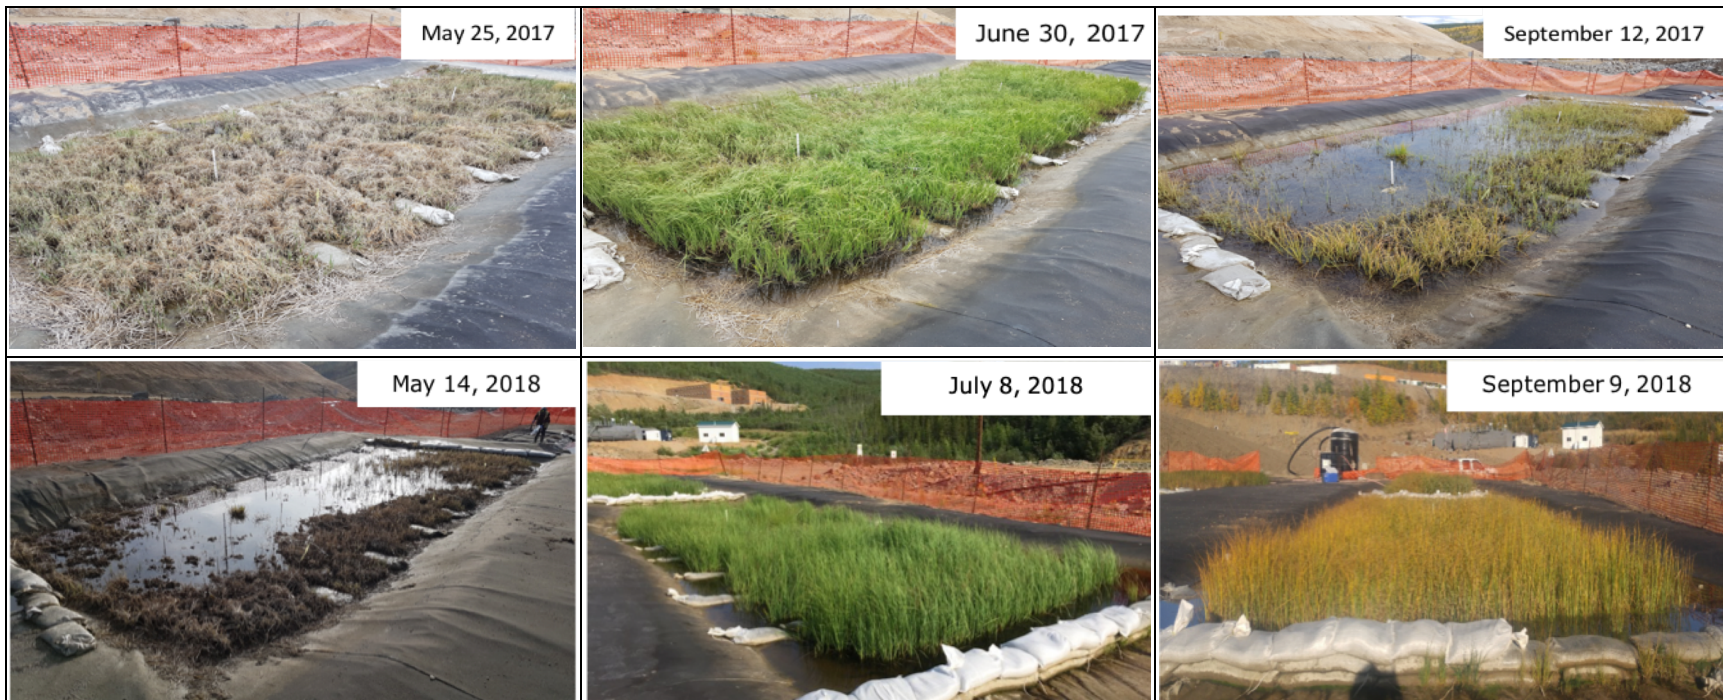 May 25, 2017
June 30, 2017
September 12, 2017
May 14, 2018
July 8, 2018
September 9, 2018